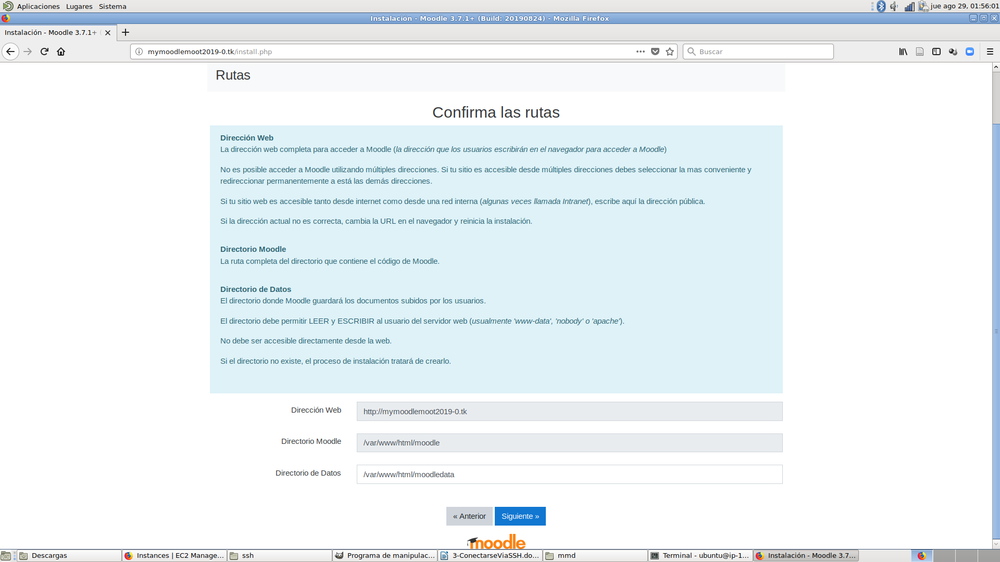 Aplicaciones Lugares Sistema
jue ago 29, 01:56:01
Instalación - Moodle 3.7.1+ (Build: 20190824) - Mozilla Firefox
Instalación - Moodle 3.7.1+
mymoodlemoot2019-0.tk/install.php
Buscar
Rutas
Confirma las rutas
Dirección Web
La dirección web completa para acceder a Moodle (la dirección que los usuarios escribirán en el navegador para acceder a Moodle)
No es posible acceder a Moodle utilizando múltiples direcciones. Si tu sitio es accesible desde múltiples direcciones debes seleccionar la mas conveniente y
redireccionar permanentemente a está las demás direcciones.
Si tu sitio web es accesible tanto desde internet como desde una red interna (algunas veces llamada Intranet), escribe aquí la dirección pública.
Si la dirección actual no es correcta, cambia la URL en el navegador y reinicia la instalación.
Directorio Moodle
La ruta completa del directorio que contiene el código de Moodle.
Directorio de Datos
El directorio donde Moodle guardará los documentos subidos por los usuarios.
El directorio debe permitir LEER y ESCRIBIR al usuario del servidor web (usualmente 'www-data', 'nobody' o 'apache').
No debe ser accesible directamente desde la web.
Si el directorio no existe, el proceso de instalación tratará de crearlo.
Dirección Web http://mymoodlemoot2019-0.tk
Directorio Moodle /var/www/html/moodle
Directorio de Datos /var/www/html/moodledata
« Anterior Siguiente »
moodle
Descargas
Instances | EC2 Manage...
ssh
Programa de manipulac...
3-ConectarseViaSSH.do...
mmd
Terminal - ubuntu@ip-1...
Instalación - Moodle 3.7...